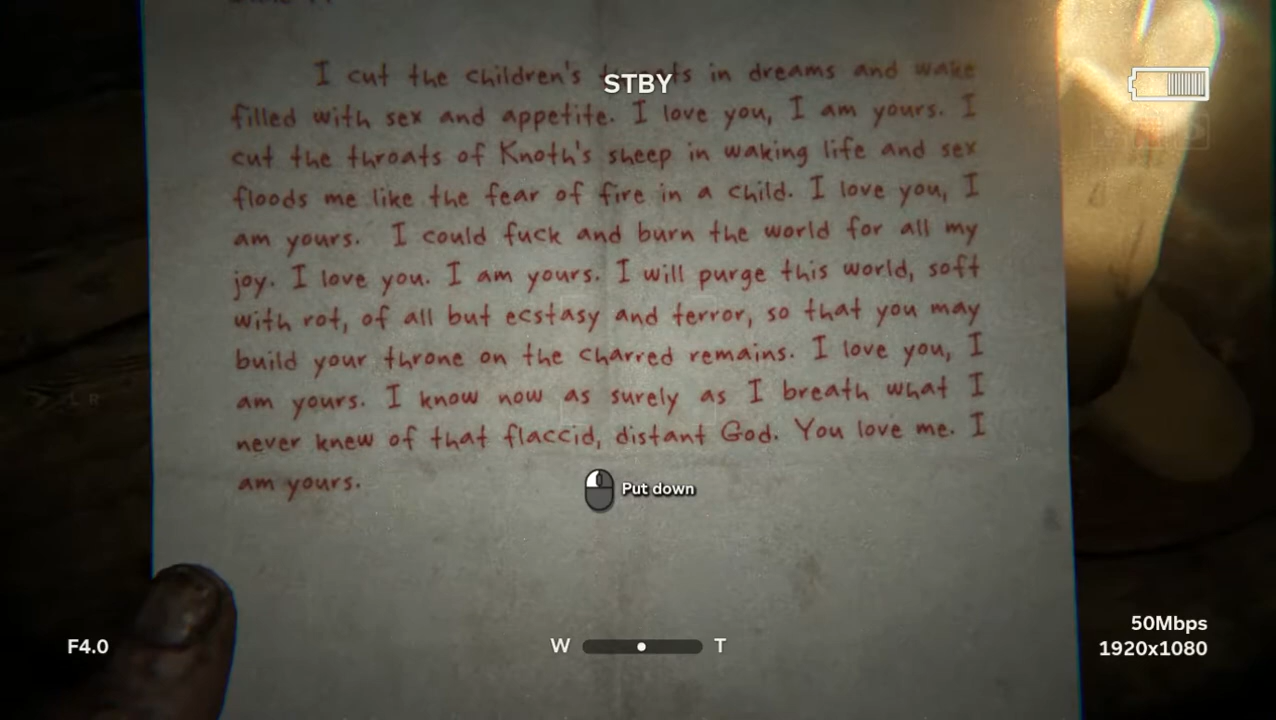 I cut the children's throats in dreams and wake
STBY
filled with sex and appetite. I love you, I am yours. I
cut the throats of Knoth's sheep in waking life and sex
floods me like the fear of fire in a child. I love you, I
am yours. I could fuck and burn the world for all my
joy. I love you. I am yours. I will purge this world, soft
with rot, of all but ecstasy and terror, so that you may
build your throne on the charred remains. I love you, I
am yours. I know now as surely as I breath what I
never knew of that flaccid, distant God. You love me. I
am yours.
Put down
50Mbps
F4.0
W T
1920x1080